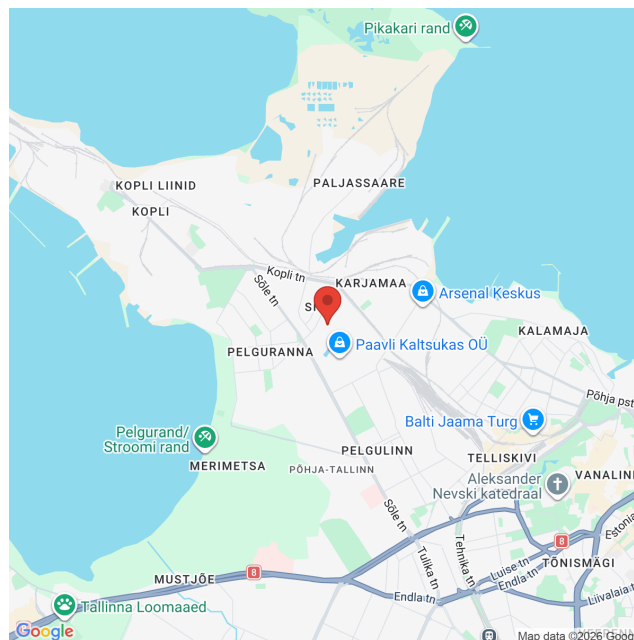 Pikakari rand
PALJASSAARE
KOPLI LIINID
KOPLI
Kopli tn
Sõle tn
KARJAMAA
Arsenal Keskus
KALAMAJA
PELGURANNA
Paavli Kaltsukas OÜ
Põhja pst
Balti Jaama Turg
Pelgurand/
Stroomi rand
MERIMETSA
PELGULINN
PÕHJA-TALLINN
TELLISKIVI
Aleksander
Nevski katedraal
VANALINN
Sõle tn
Tulika tn
Tehnika tn
8
Estonia
TÕNISMÄGI
Luise tn
Endla tn
8
MUSTJÕE
Endla tn
Liivalaia
Tallinna Loomaaed
Google
Map data ©2026 Goo